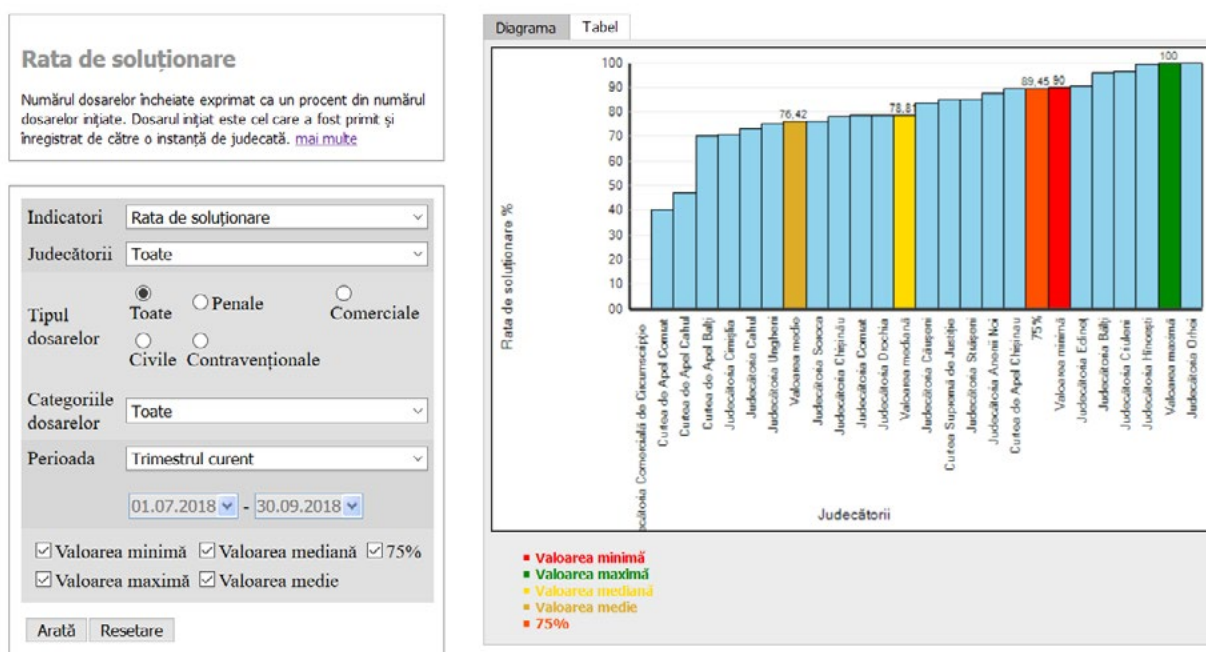 Rata de soluționare
Numărul dosarelor încheiate exprimat ca un procent din numărul
dosarelor inițiate. Dosarul inițiat este cel care a fost primit și
înregistrat de către o instanță de judecată. mai multe
Indicatori
Rata de soluționare
Judecătorii
Toate
Tipul
dosarelor
Toate
Penale
Comerciale
Civile
Contravenționale
Categoriile
dosarelor
Toate
Perioada
Trimestrul curent
01.07.2018 - 30.09.2018
Valoarea minimă Valoarea mediană 75%
Valoarea maximă Valoarea medie
Arată Resetare
Diagrama Tabel
Rata de soluționare %
100
90
80
70
60
50
40
30
20
10
00
76,42
78,81
89,45
90
100
ecătoria Comercială de Circumscripție
Curtea de Apel Comrat
Curtea de Apel Cahul
Curtea de Apel Bălți
Judecătoria Cimișlia
Judecătoria Cahul
Judecătoria Ungheni
Valoarea medie
Judecătoria Soroca
Judecătoria Chișinău
Judecătoria Comrat
Judecătoria Drochia
Valoarea mediană
Judecătoria Căușeni
Curtea Supremă de Justiție
Judecătoria Strășeni
Judecătoria Anenii Noi
Curtea de Apel Chișinau
75%
Valoarea minimă
Judecătoria Edineț
Judecătoria Bălți
Judecătoria Criuleni
Judecătoria Hîncești
Valoarea maximă
Judecătoria Orhei
Judecătorii
Valoarea minimă
Valoarea maximă
Valoarea mediană
Valoarea medie
75%